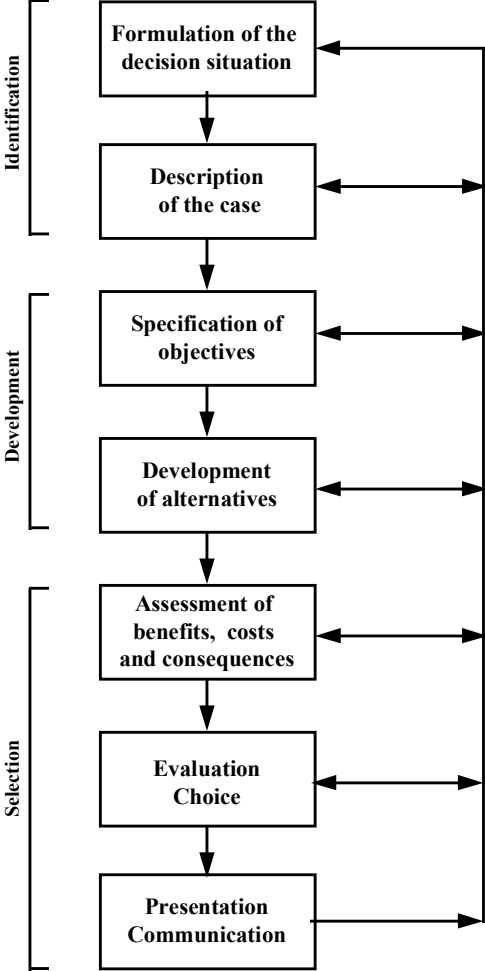 Identification
Formulation of the
decision situation
Description
of the case
Development
Specification of
objectives
Development
of alternatives
Selection
Assessment of
benefits, costs
and consequences
Evaluation
Choice
Presentation
Communication